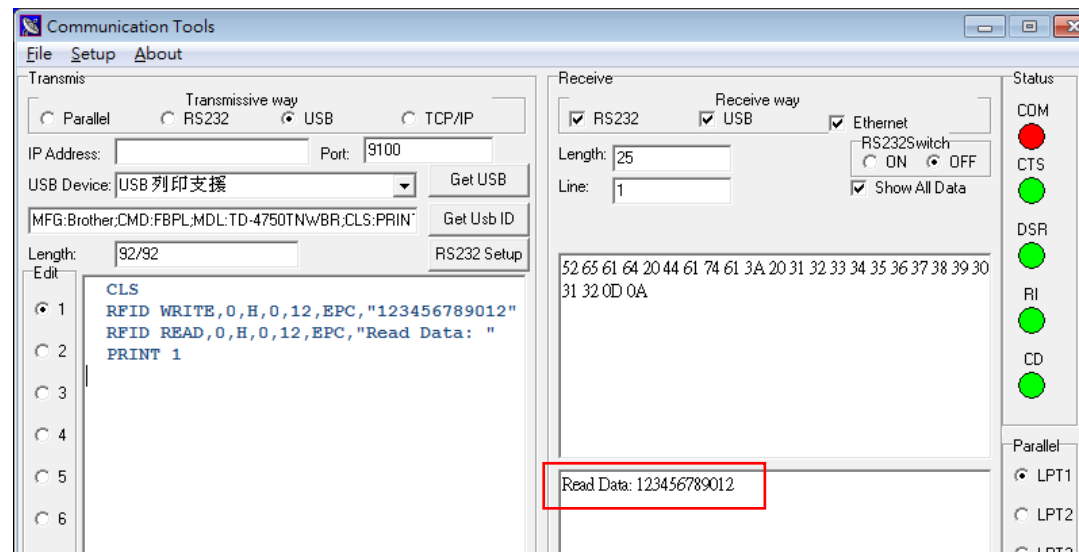 Communication Tools
File Setup About
Transmis
Transmissive way
Parallel RS232 USB TCP/IP
IP Address: Port: 9100
USB Device: USB 列印支援 Get USB
MFG:Brother;CMD:FBPL;MDL:TD-4750TNWBR;CLS:PRIN Get Usb ID
Length: 92/92 RS232 Setup
Edit
1
2
3
4
5
6
CLS
RFID WRITE,0,H,0,12,EPC,"123456789012"
RFID READ,0,H,0,12,EPC,"Read Data: "
PRINT 1
Receive
Receive way
RS232 USB Ethernet
Length: 25
RS232Switch
ON OFF
Line: 1
Show All Data
52 65 61 64 20 44 61 74 61 3A 20 31 32 33 34 35 36 37 38 39 30
31 32 0D 0A
Read Data: 123456789012
Status
COM
CTS
DSR
RI
CD
Parallel
LPT1
LPT2